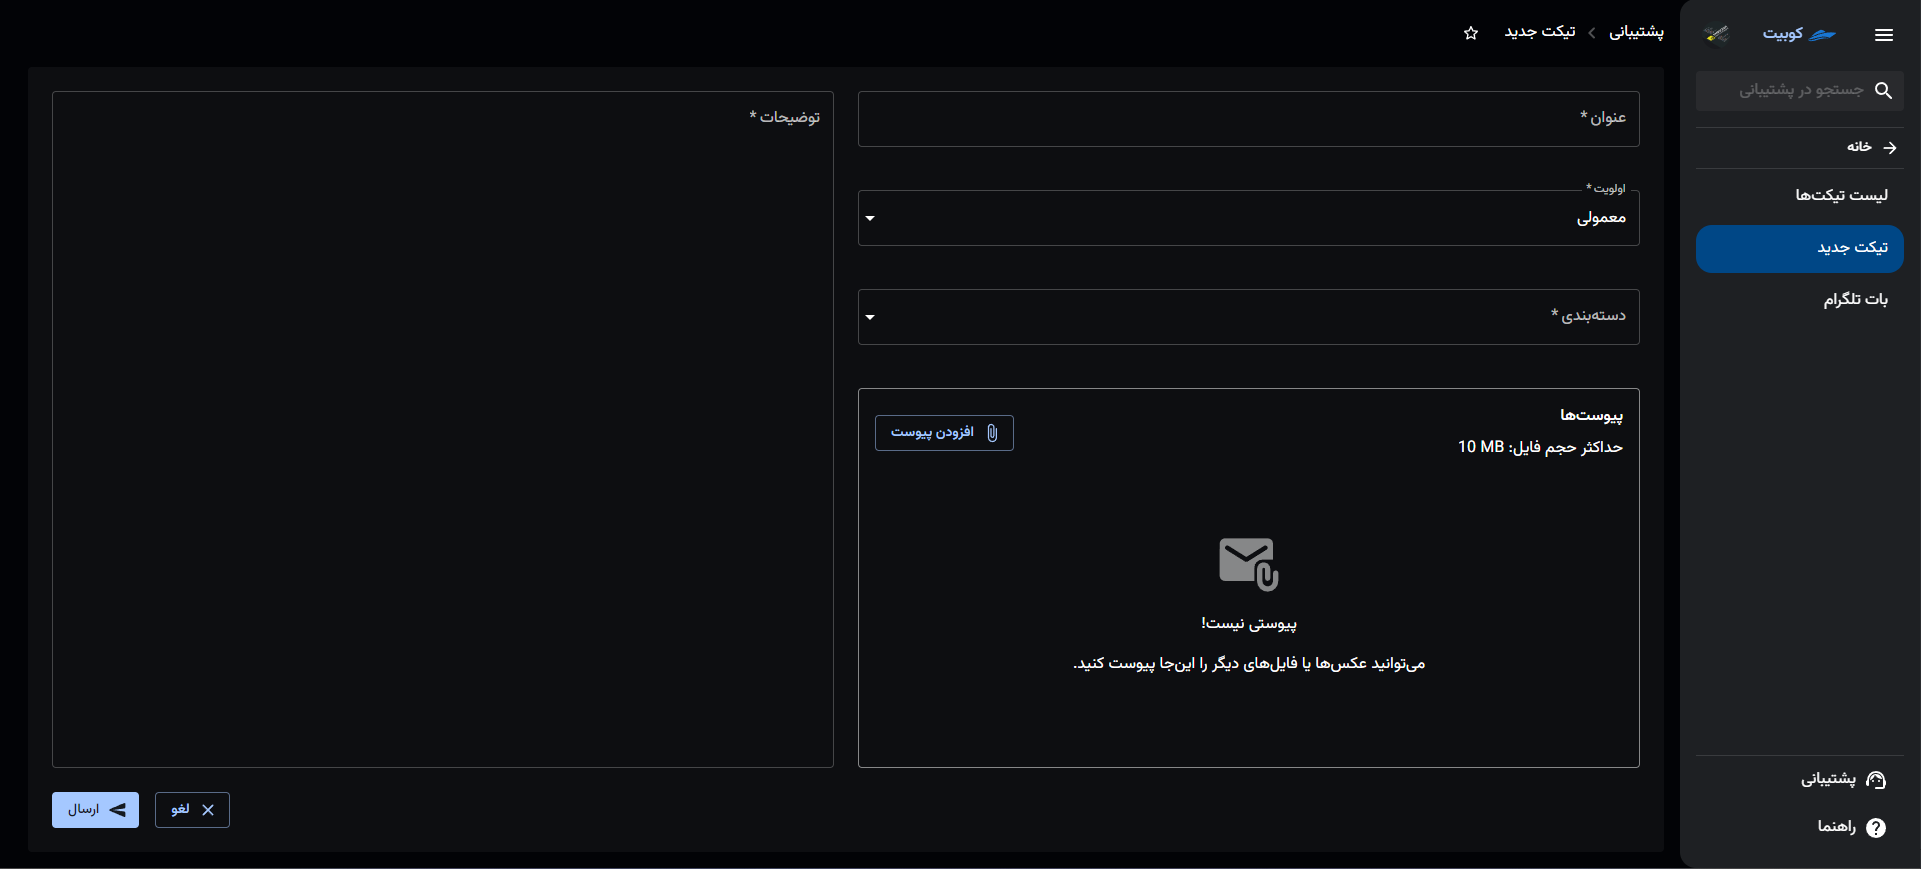 کوبیت
جستجو در پشتیبانی
خانه
لیست تیکت‌ها
تیکت جدید
بات تلگرام
پشتیبانی
راهنما
پشتیبانی
تیکت جدید
عنوان *
اولویت *
معمولی
دسته‌بندی *
پیوست‌ها
حداکثر حجم فایل: 10 MB
افزودن پیوست
پیوستی نیست!
می‌توانید عکس‌ها یا فایل‌های دیگر را این‌جا پیوست کنید.
توضیحات *
لغو
ارسال